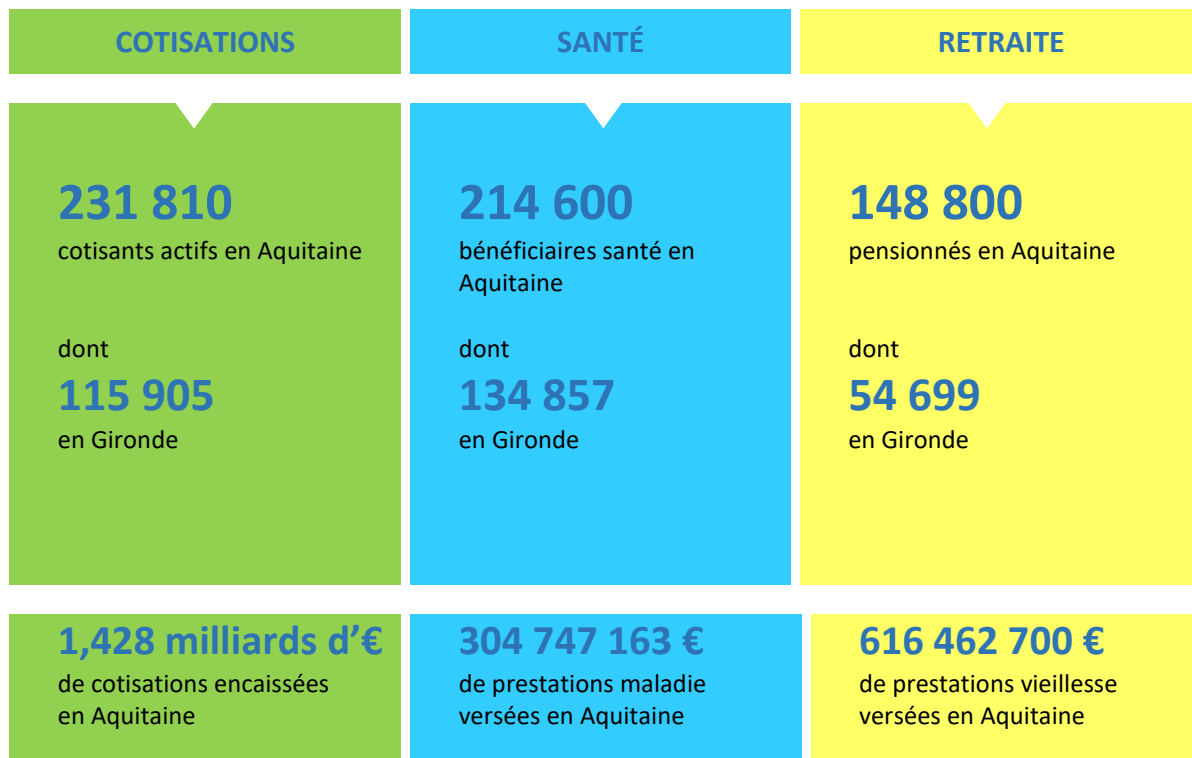 COTISATIONS
231 810
cotisants actifs en Aquitaine
dont
115 905
en Gironde
1,428 milliards d’€
de cotisations encaissées
en Aquitaine
SANTÉ
214 600
bénéficiaires santé en
Aquitaine
dont
134 857
en Gironde
304 747 163 €
de prestations maladie
versées en Aquitaine
RETRAITE
148 800
pensionnés en Aquitaine
dont
54 699
en Gironde
616 462 700 €
de prestations vieillesse
versées en Aquitaine